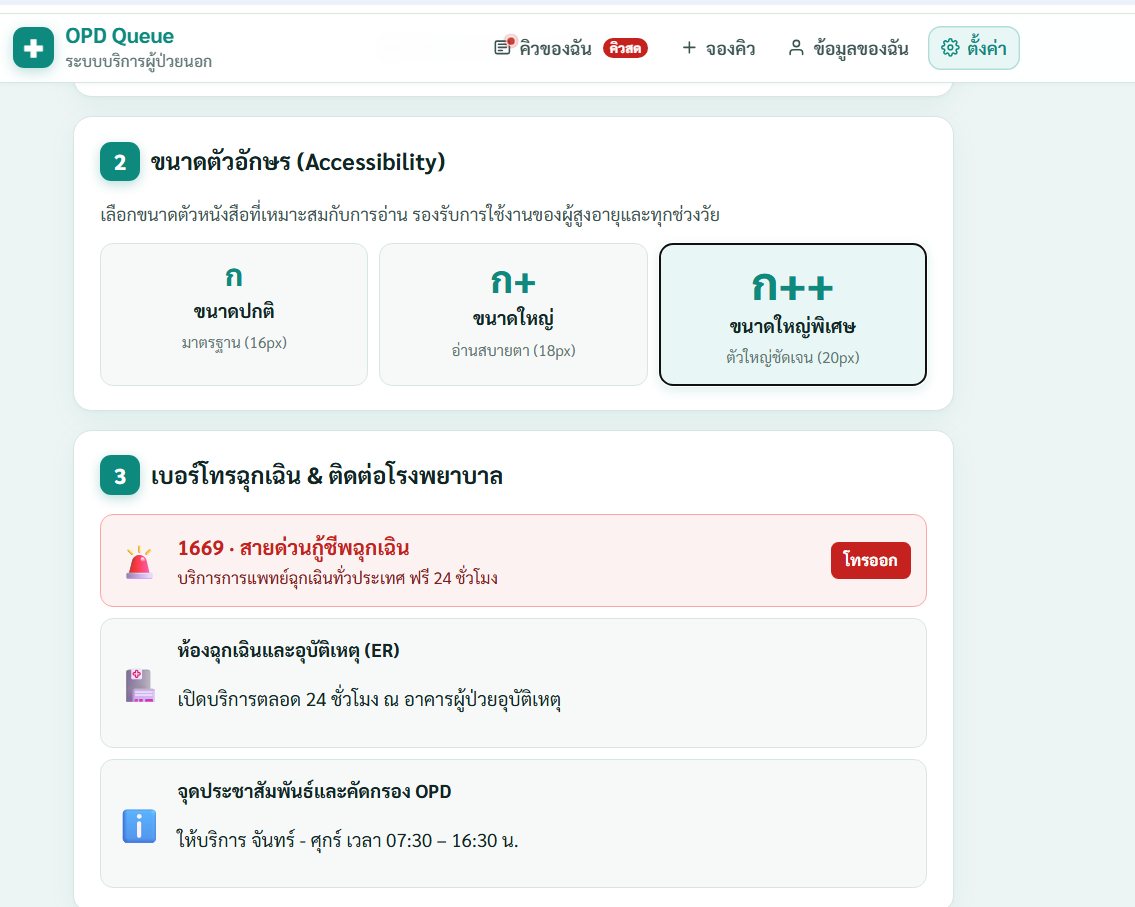 OPD Queue
ระบบบริการผู้ป่วยนอก
คิวของฉัน คิวสด
จองคิว
ข้อมูลของฉัน
ตั้งค่า
2 ขนาดตัวอักษร (Accessibility)
เลือกขนาดตัวหนังสือที่เหมาะสมกับการอ่าน รองรับการใช้งานของผู้สูงอายุและทุกช่วงวัย
ก
ขนาดปกติ
มาตรฐาน (16px)
ก+
ขนาดใหญ่
อ่านสบายตา (18px)
ก++
ขนาดใหญ่พิเศษ
ตัวใหญ่ชัดเจน (20px)
3 เบอร์โทรฉุกเฉิน & ติดต่อโรงพยาบาล
1669 · สายด่วนกู้ชีพฉุกเฉิน
บริการการแพทย์ฉุกเฉินทั่วประเทศ ฟรี 24 ชั่วโมง
โทรออก
ห้องฉุกเฉินและอุบัติเหตุ (ER)
เปิดบริการตลอด 24 ชั่วโมง ณ อาคารผู้ป่วยอุบัติเหตุ
จุดประชาสัมพันธ์และคัดกรอง OPD
ให้บริการ จันทร์ - ศุกร์ เวลา 07:30 – 16:30 น.